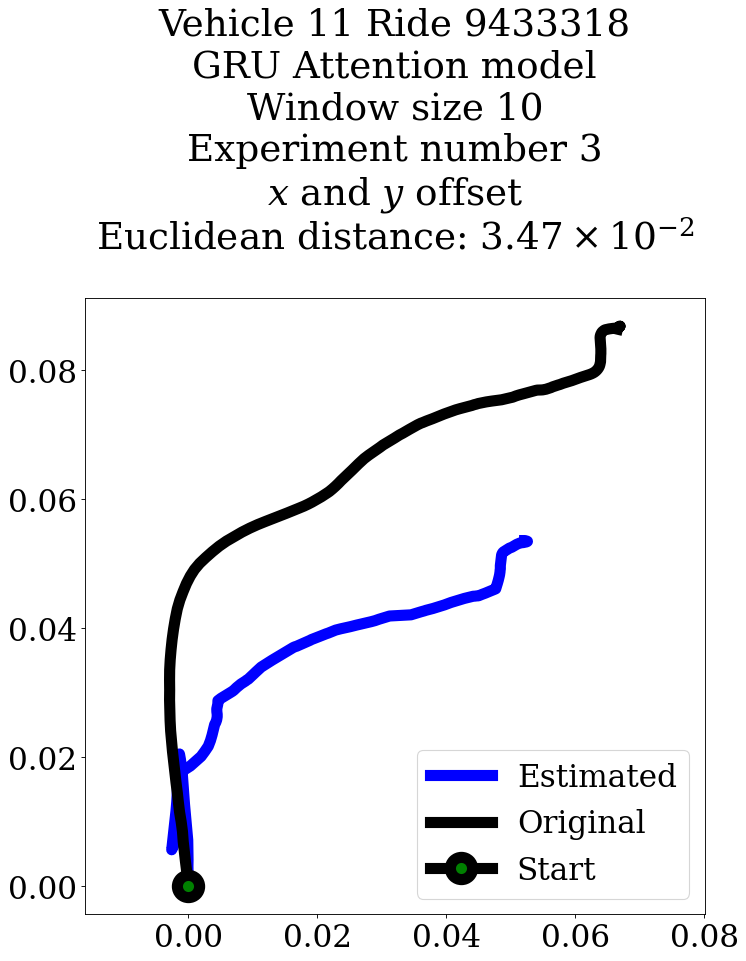 Vehicle 11 Ride 9433318
GRU Attention model
Window size 10
Experiment number 3
x and y offset
Euclidean distance: 3.47 × 10⁻²
0.08
0.06
0.04
0.02
0.00
Estimated
Original
Start
0.00 0.02 0.04 0.06 0.08